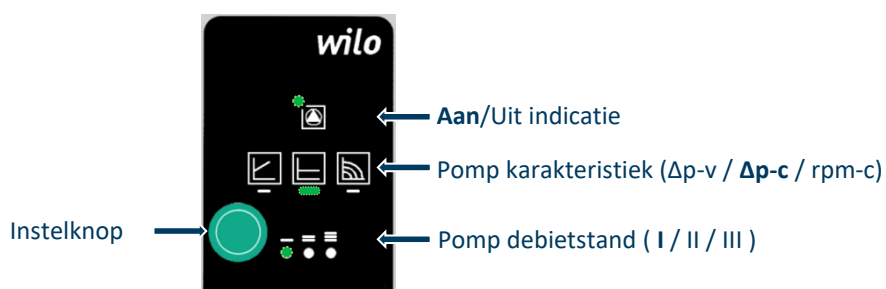 wilo
Aan/Uit indicatie
Pomp karakteristiek (Δp-v / Δp-c / rpm-c)
Instelknop
Pomp debietstand ( I / II / III )